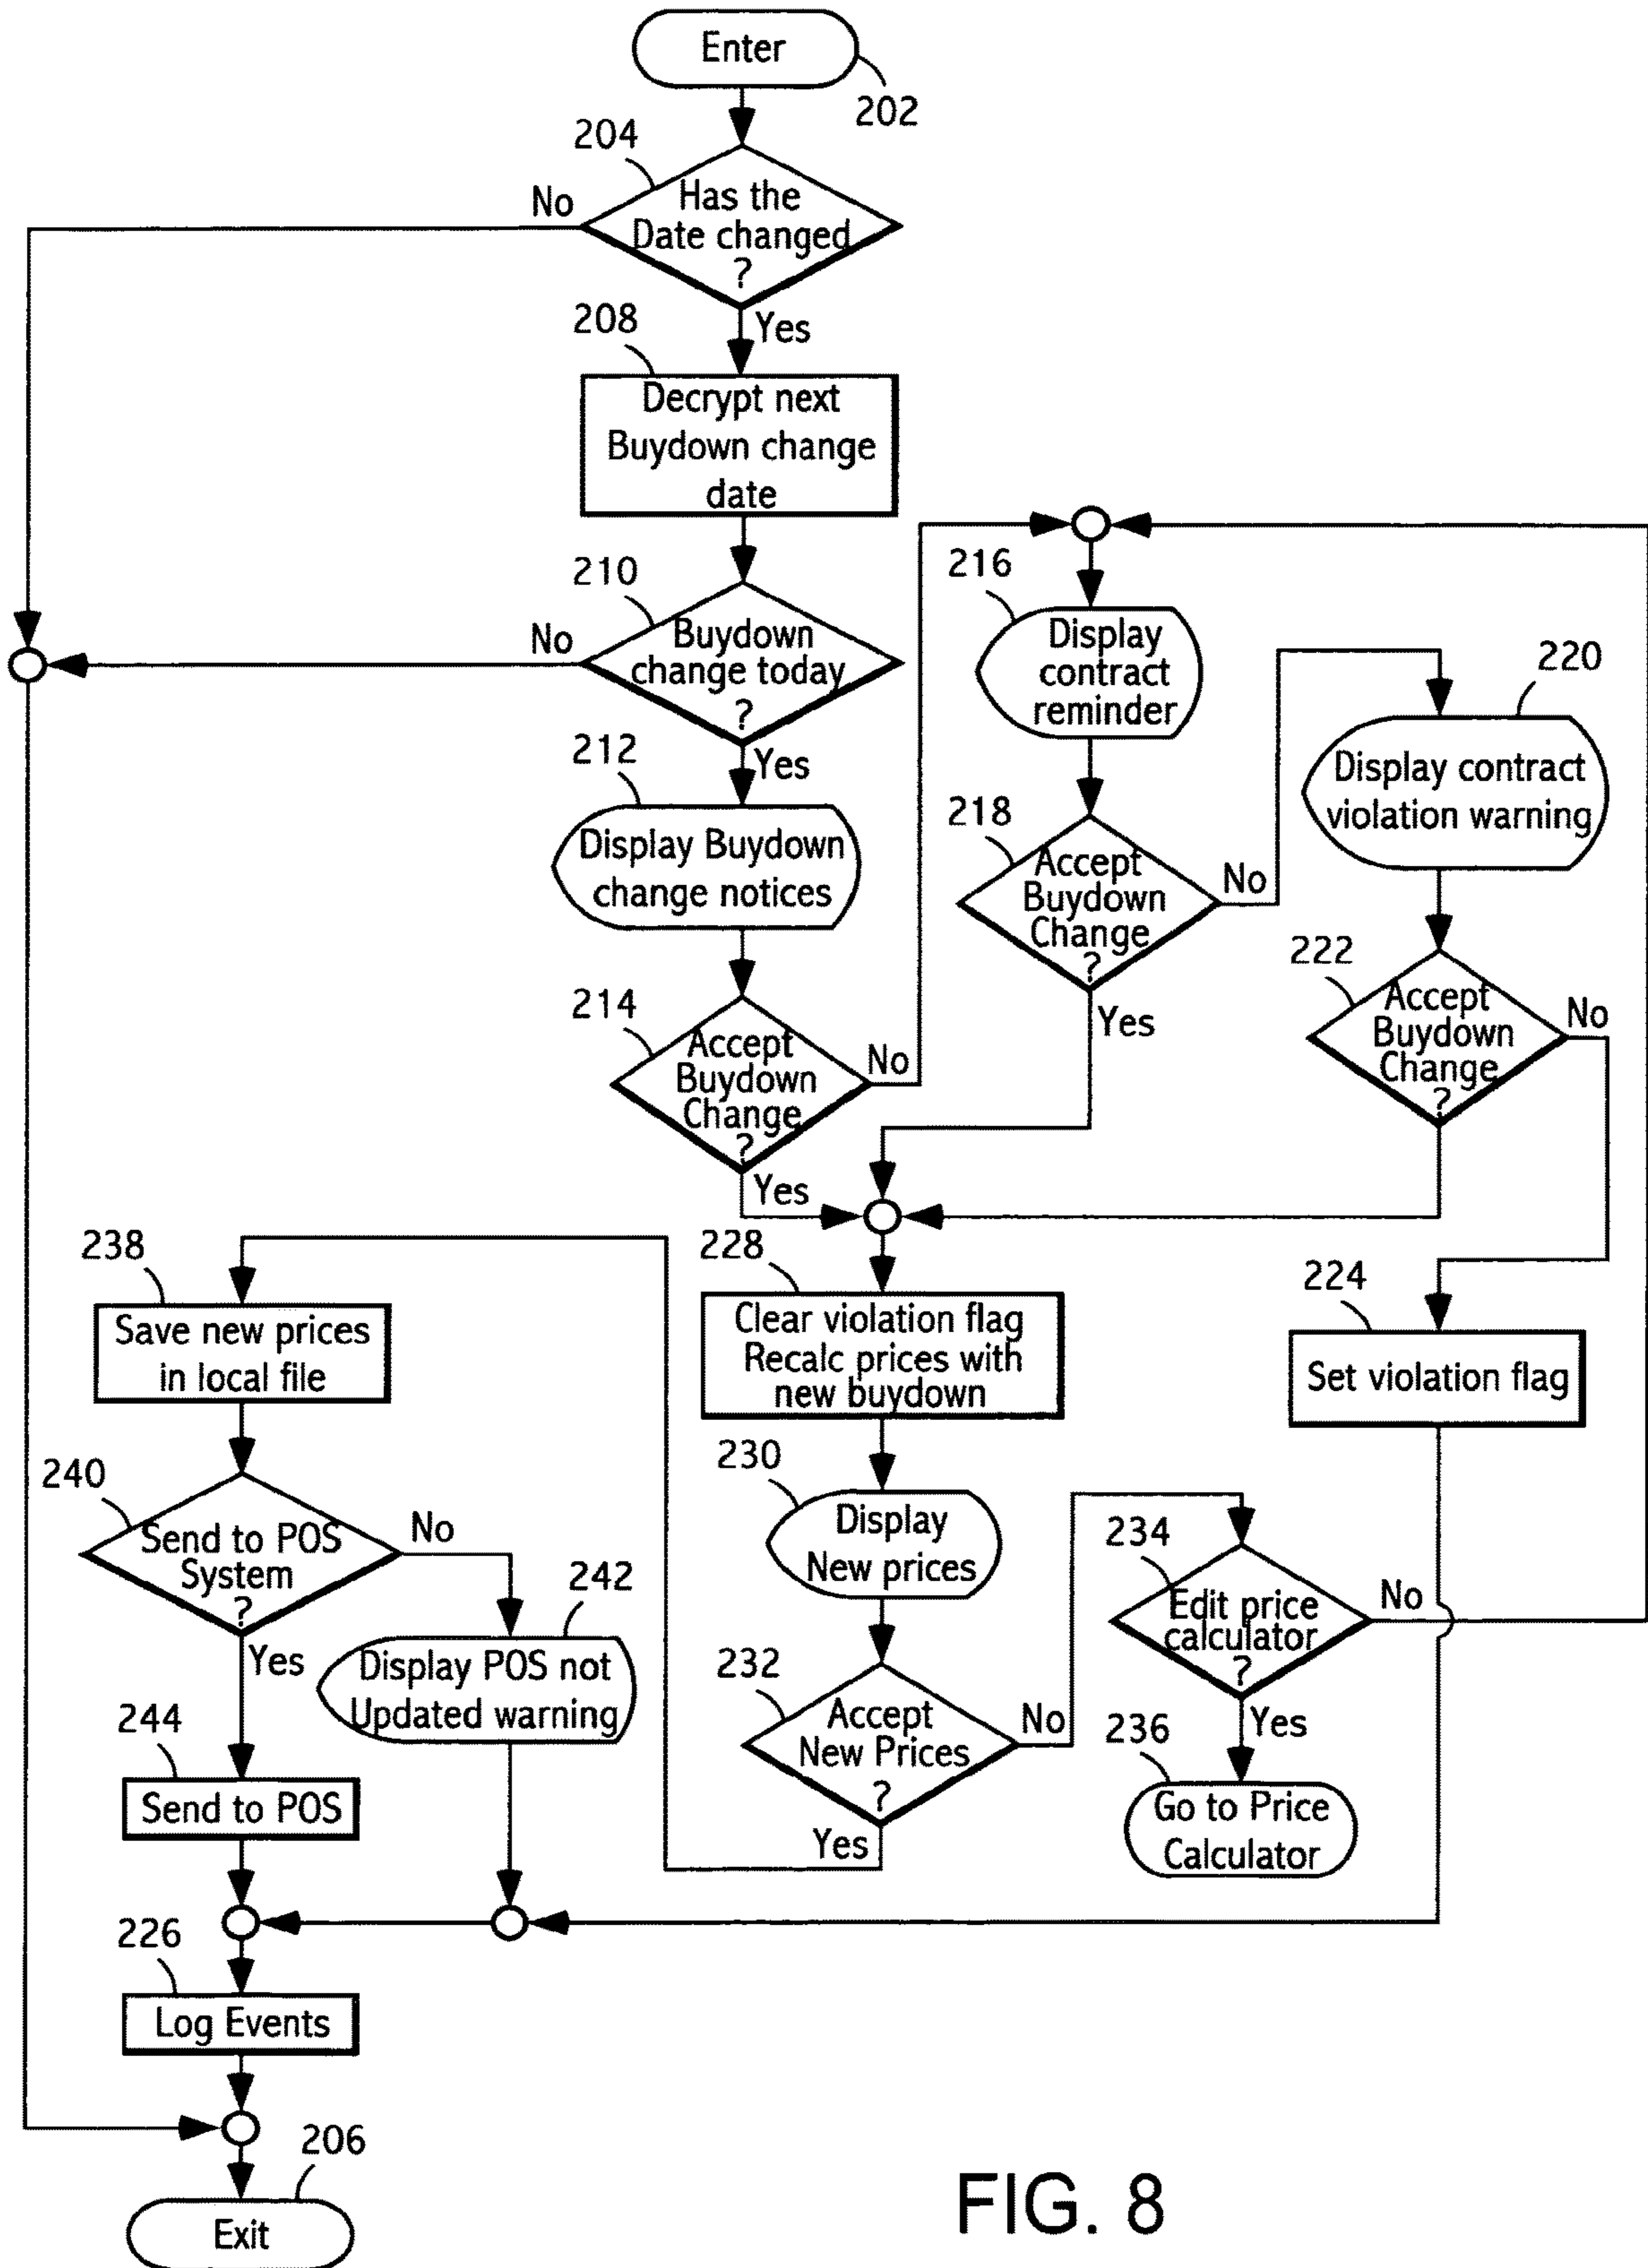 Enter
202
204
Has the
Date changed
?
No
Yes
208
Decrypt next
Buydown change
date
210
Buydown
change today
?
No
Yes
212
Display Buydown
change notices
214
Accept
Buydown
Change
?
No
Yes
216
Display
contract
reminder
218
Accept
Buydown
Change
?
No
Yes
220
Display contract
violation warning
222
Accept
Buydown
Change
?
No
224
Set violation flag
228
Clear violation flag
Recalc prices with
new buydown
230
Display
New prices
232
Accept
New Prices
?
No
Yes
234
Edit price
calculator
?
No
Yes
236
Go to Price
Calculator
238
Save new prices
in local file
240
Send to POS
System
?
No
Yes
242
Display POS not
Updated warning
244
Send to POS
226
Log Events
206
Exit
FIG. 8